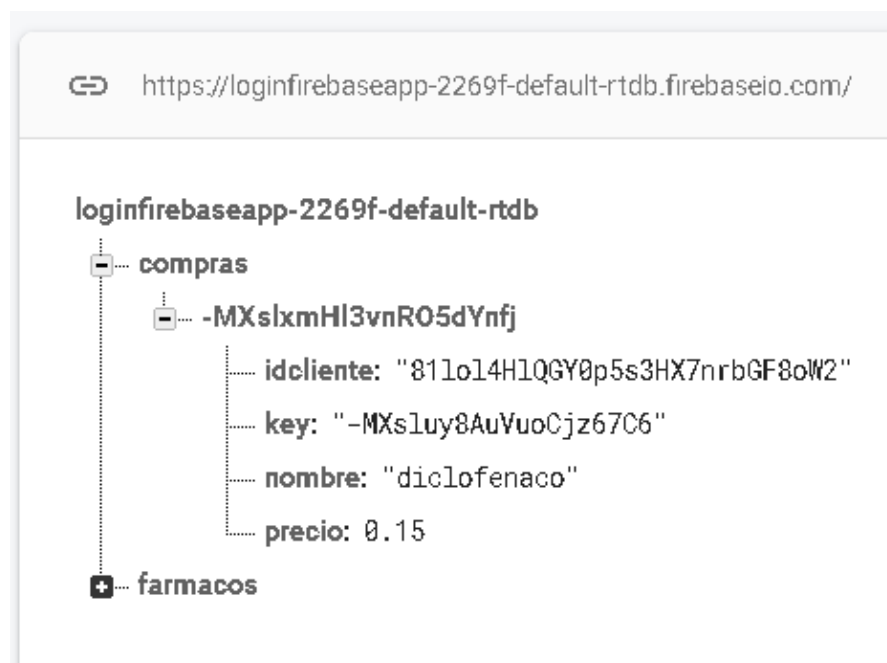 https://loginfirebaseapp-2269f-default-rtdb.firebaseio.com/
loginfirebaseapp-2269f-default-rtdb
compras
-MXslxmHl3vnRO5dYnfj
idcliente: "81lol4HlQGY0p5s3HX7nrbGF8oW2"
key: "-MXsluy8AuVuoCjz67C6"
nombre: "diclofenaco"
precio: 0.15
farmacos